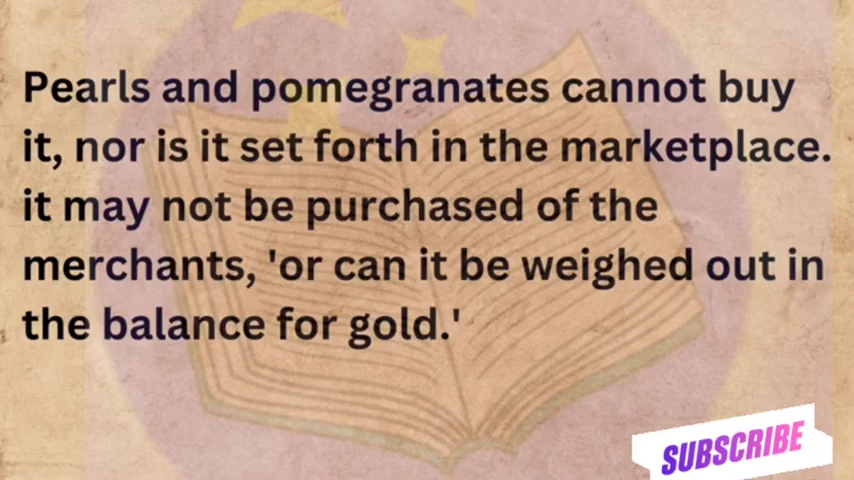 Pearls and pomegranates cannot buy
it, nor is it set forth in the marketplace.
it may not be purchased of the
merchants, 'or can it be weighed out in
the balance for gold.'
SUBSCRIBE